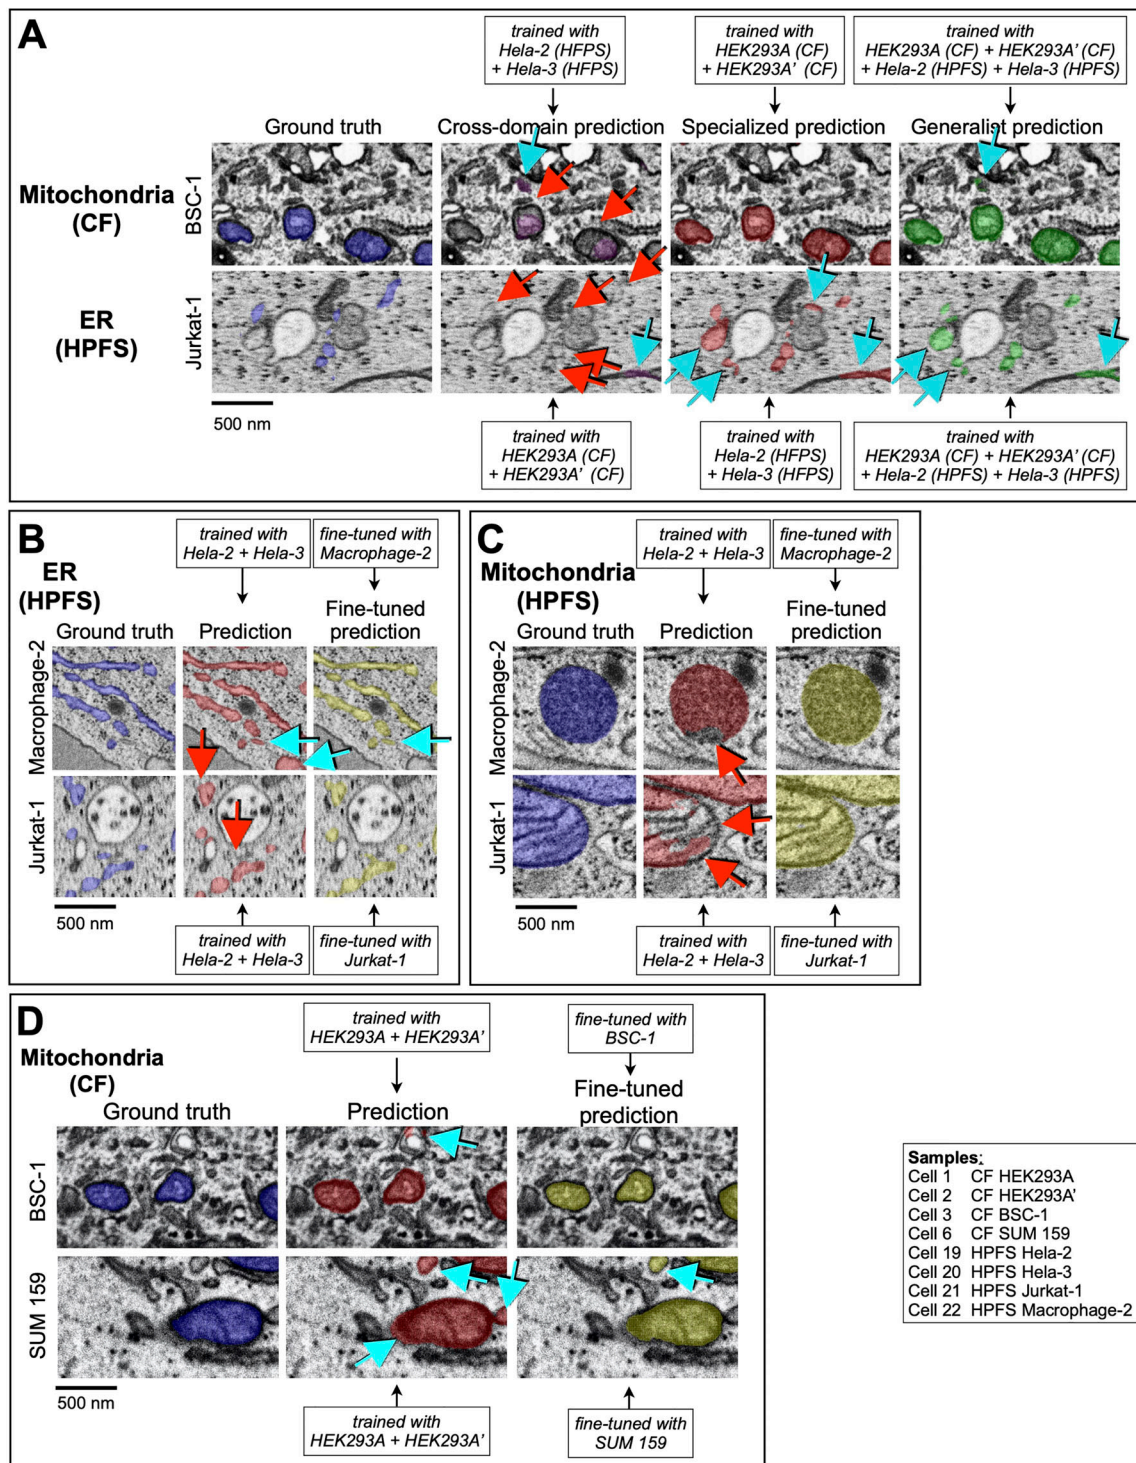 A
trained with
Hela-2 (HFPS)
+ Hela-3 (HFPS)
trained with
HEK293A (CF)
+ HEK293A’ (CF)
trained with
HEK293A (CF) + HEK293A’ (CF)
+ Hela-2 (HPFS) + Hela-3 (HPFS)
Ground truth
Cross-domain prediction
Specialized prediction
Generalist prediction
Mitochondria
(CF)
BSC-1
ER
(HPFS)
Jurkat-1
500 nm
trained with
HEK293A (CF)
+ HEK293A’ (CF)
trained with
Hela-2 (HFPS)
+ Hela-3 (HFPS)
trained with
HEK293A (CF) + HEK293A’ (CF)
+ Hela-2 (HPFS) + Hela-3 (HPFS)
B
ER
(HPFS)
trained with
Hela-2 + Hela-3
fine-tuned with
Macrophage-2
Ground truth
Prediction
Fine-tuned
prediction
Macrophage-2
Jurkat-1
500 nm
trained with
Hela-2 + Hela-3
fine-tuned with
Jurkat-1
C
Mitochondria
(HPFS)
trained with
Hela-2 + Hela-3
fine-tuned with
Macrophage-2
Ground truth
Prediction
Fine-tuned
prediction
Macrophage-2
Jurkat-1
500 nm
trained with
Hela-2 + Hela-3
fine-tuned with
Jurkat-1
D
Mitochondria
(CF)
trained with
HEK293A + HEK293A’
fine-tuned with
BSC-1
Ground truth
Prediction
Fine-tuned
prediction
BSC-1
SUM 159
500 nm
trained with
HEK293A + HEK293A’
fine-tuned with
SUM 159
Samples:
Cell 1 CF HEK293A
Cell 2 CF HEK293A’
Cell 3 CF BSC-1
Cell 6 CF SUM 159
Cell 19 HPFS Hela-2
Cell 20 HPFS Hela-3
Cell 21 HPFS Jurkat-1
Cell 22 HPFS Macrophage-2